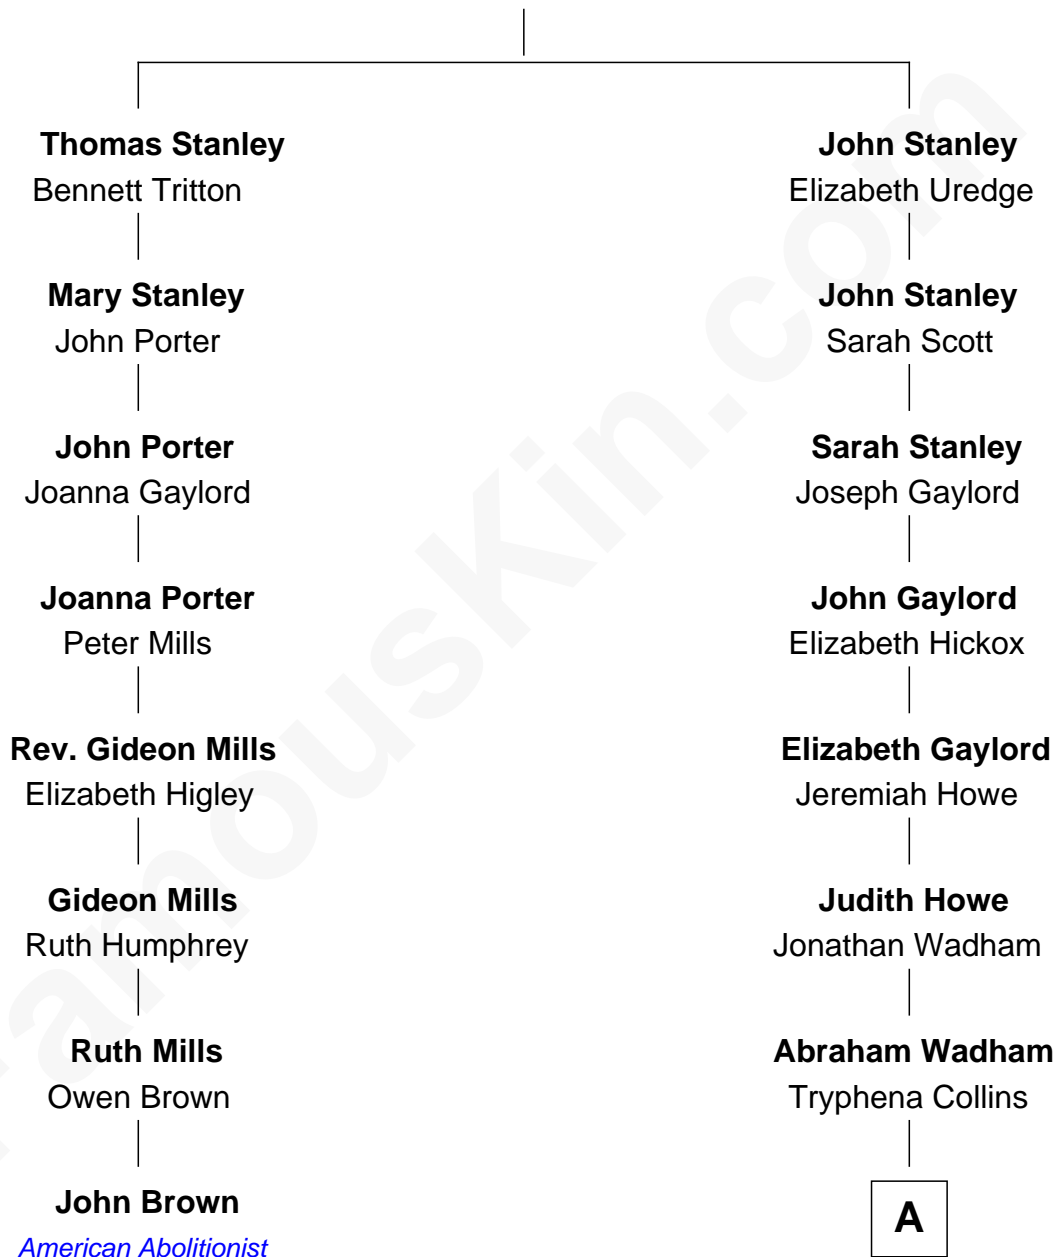 Thomas Stanley
Bennett Tritton
Mary Stanley
John Porter
John Porter
Joanna Gaylord
Joanna Porter
Peter Mills
Rev. Gideon Mills
Elizabeth Higley
Gideon Mills
Ruth Humphrey
Ruth Mills
Owen Brown
John Brown
American Abolitionist
John Stanley
Elizabeth Uredge
John Stanley
Sarah Scott
Sarah Stanley
Joseph Gaylord
John Gaylord
Elizabeth Hickox
Elizabeth Gaylord
Jeremiah Howe
Judith Howe
Jonathan Wadham
Abraham Wadham
Tryphena Collins
A
FamousKin.com